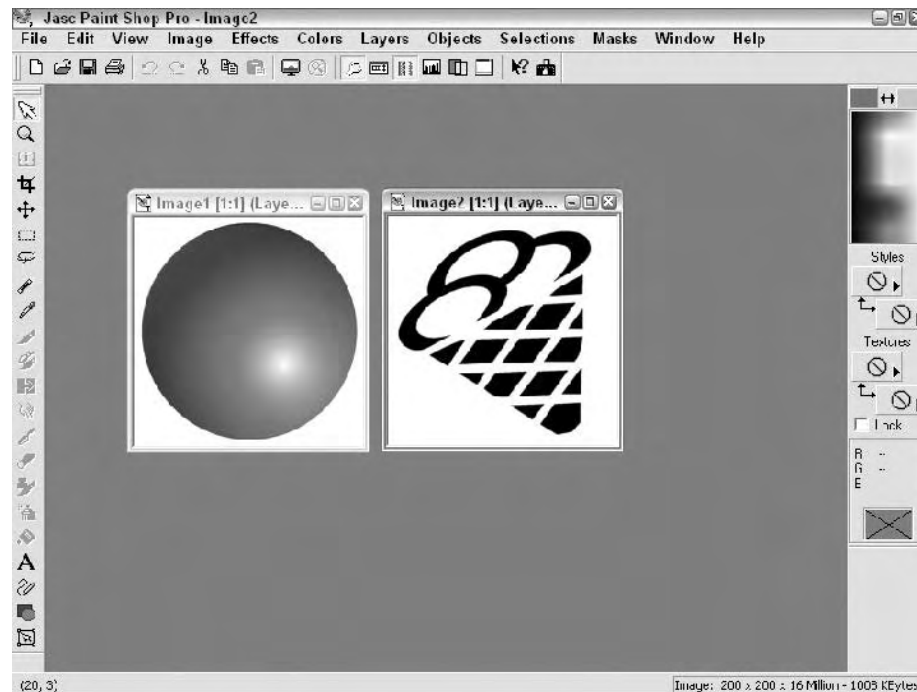 Jasc Paint Shop Pro - Image2
File Edit View Image Effects Colors Layers Objects Selections Masks Window Help
Image1 [1:1] (Laye...
Image2 [1:1] (Laye...
Styles
Textures
Lock
R --
G --
A
(20, 3)
Image: 200 x 200 x 16 Million - 1003 KBytes